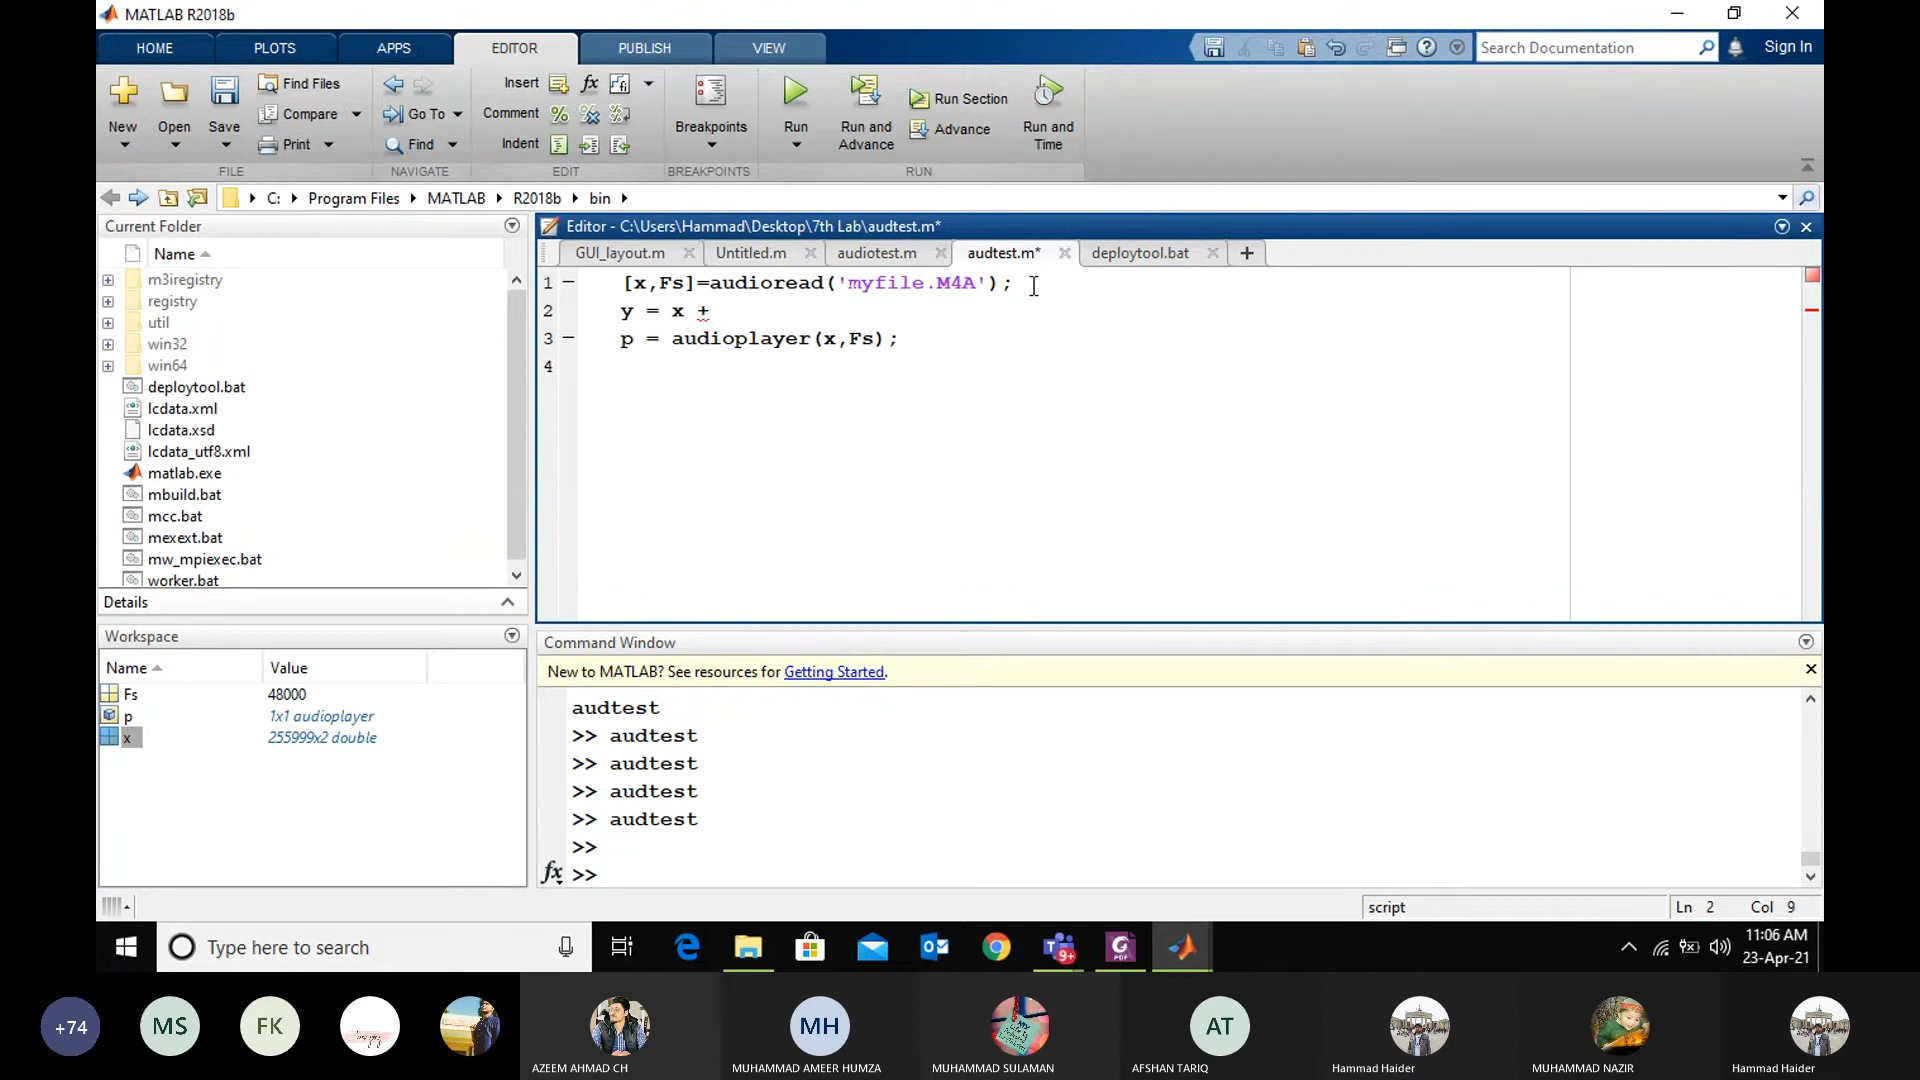 MATLAB R2018b
HOME PLOTS APPS EDITOR PUBLISH VIEW Search Documentation Sign In
New Open Save Find Files Compare Print Go To Find Insert fx Comment Indent Breakpoints Run Run and Advance Run Section Advance Run and Time
FILE NAVIGATE EDIT BREAKPOINTS RUN
C: Program Files MATLAB R2018b bin
Current Folder
Name
m3iregistry
registry
util
win32
win64
deploytool.bat
lcdata.xml
lcdata.xsd
lcdata_utf8.xml
matlab.exe
mbuild.bat
mcc.bat
mexext.bat
mw_mpiexec.bat
worker.bat
Details
Workspace
Name Value
Fs 48000
p 1x1 audioplayer
x 255999x2 double
Editor - C:\Users\Hammad\Desktop\7th Lab\audtest.m*
GUI_layout.m Untitled.m audiotest.m audtest.m* deploytool.bat
1 [x,Fs]=audioread('myfile.M4A');
2 y = x +
3 p = audioplayer(x,Fs);
4
Command Window
New to MATLAB? See resources for Getting Started.
audtest
>> audtest
>> audtest
>> audtest
>> audtest
>>
fx >>
script Ln 2 Col 9
Type here to search
9+
PDF
11:06 AM
23-Apr-21
+74 MS FK MH AT
AZEEM AHMAD CH MUHAMMAD AMEER HUMZA MUHAMMAD SULAMAN AFSHAN TARIQ Hammad Haider MUHAMMAD NAZIR Hammad Haider